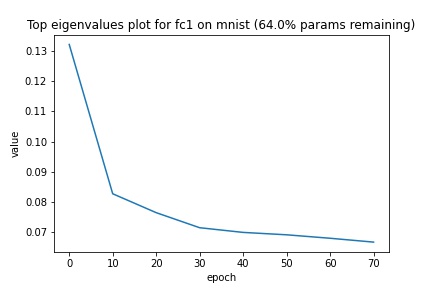 Top eigenvalues plot for fc1 on mnist (64.0% params remaining)
0.13
0.12
0.11
0.10
0.09
0.08
0.07
value
0 10 20 30 40 50 60 70
epoch